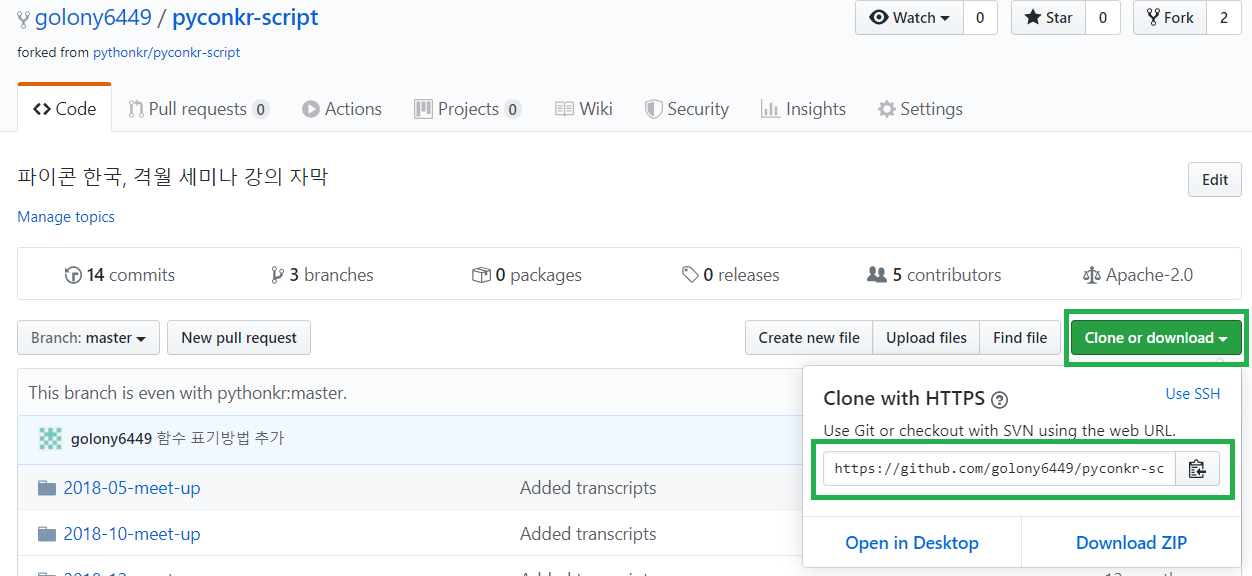 golony6449 / pyconkr-script
Watch 0 Star 0 Fork 2
forked from pythonkr/pyconkr-script
Code Pull requests 0 Actions Projects 0 Wiki Security Insights Settings
파이콘 한국, 격월 세미나 강의 자막
Edit
Manage topics
14 commits 3 branches 0 packages 0 releases 5 contributors Apache-2.0
Branch: master New pull request Create new file Upload files Find file Clone or download
This branch is even with pythonkr:master.
golony6449 함수 표기방법 추가
2018-05-meet-up Added transcripts
2018-10-meet-up Added transcripts
Clone with HTTPS ?
Use SSH
Use Git or checkout with SVN using the web URL.
https://github.com/golony6449/pyconkr-sc
Open in Desktop Download ZIP